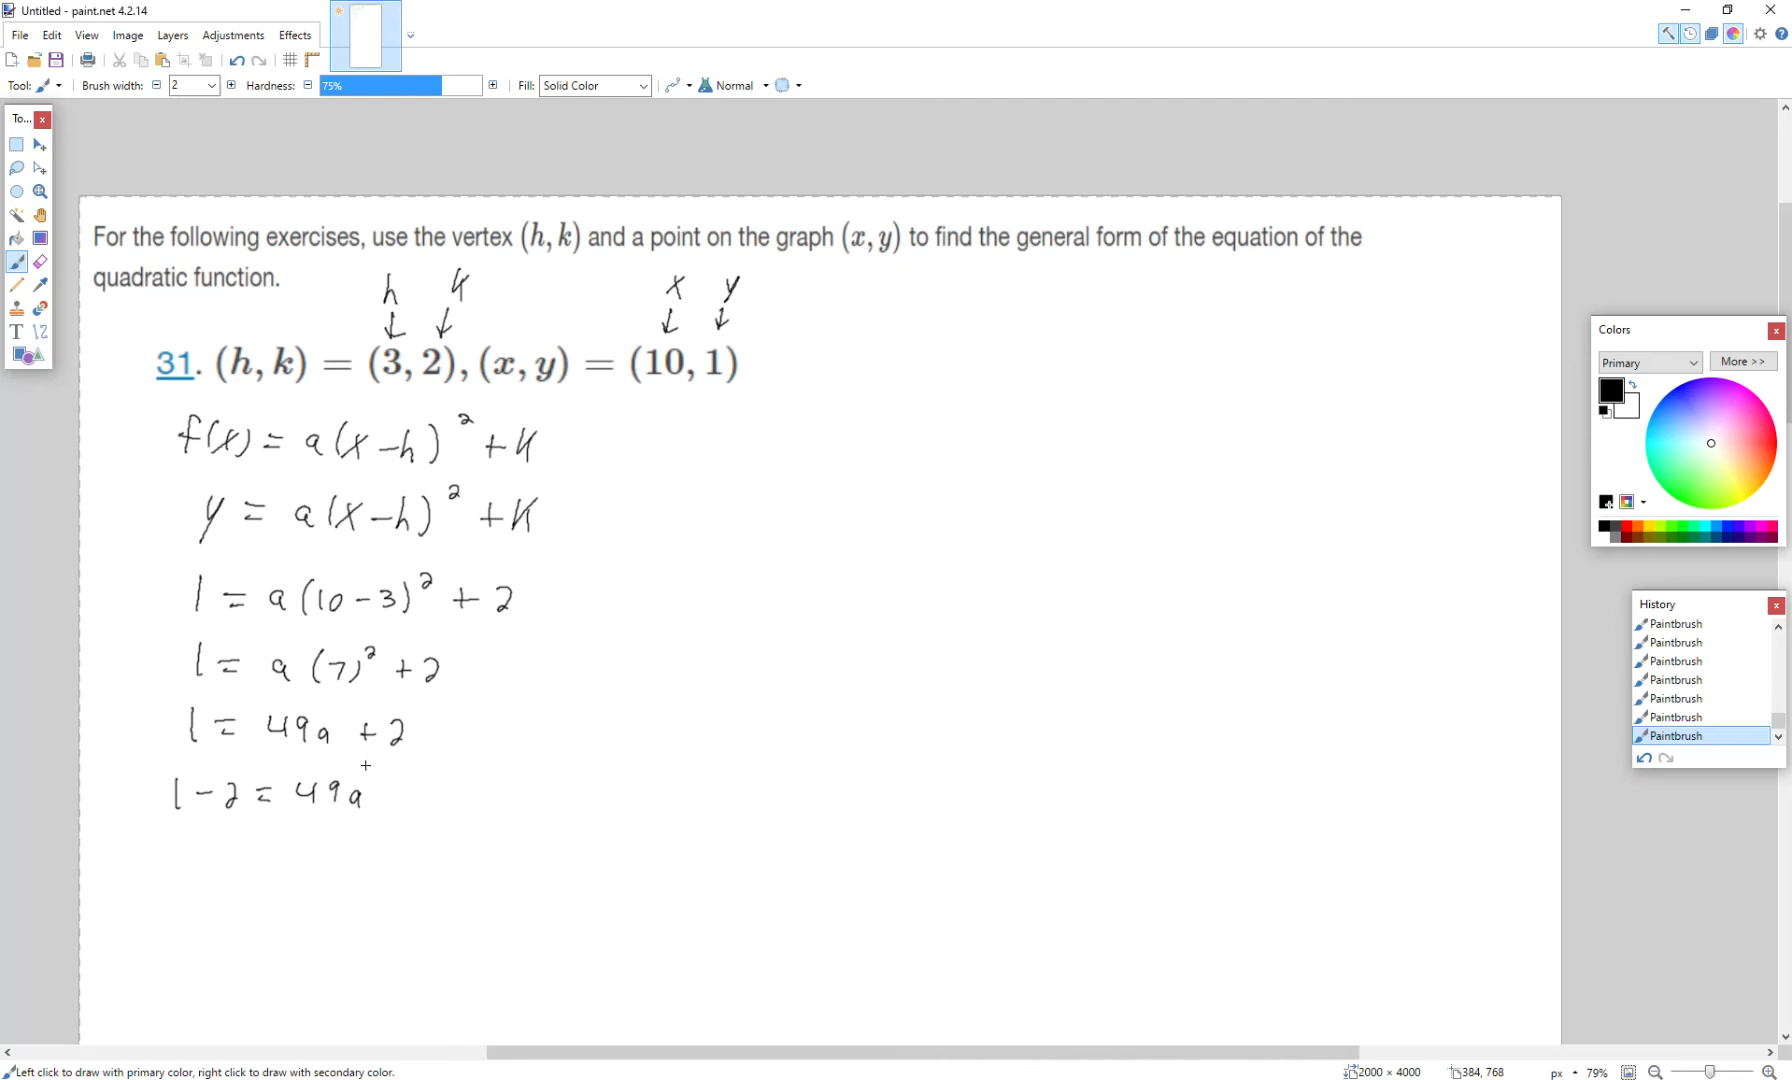 Untitled - paint.net 4.2.14
File Edit View Image Layers Adjustments Effects
Tool: Brush width: 2 Hardness: 75% Fill: Solid Color Normal
To...
For the following exercises, use the vertex (h, k) and a point on the graph (x, y) to find the general form of the equation of the
quadratic function.
h k x y
↓ ↓ ↓ ↓
31. (h, k) = (3, 2), (x, y) = (10, 1)
f(x) = a(x-h)² + k
y = a(x-h)² + k
1 = a(10-3)² + 2
1 = a(7)² + 2
1 = 49a + 2
1 - 2 = 49a
Colors
Primary More >>
History
Paintbrush
Paintbrush
Paintbrush
Paintbrush
Paintbrush
Paintbrush
Paintbrush
Left click to draw with primary color, right click to draw with secondary color. 2000 × 4000 384, 768 px 79%